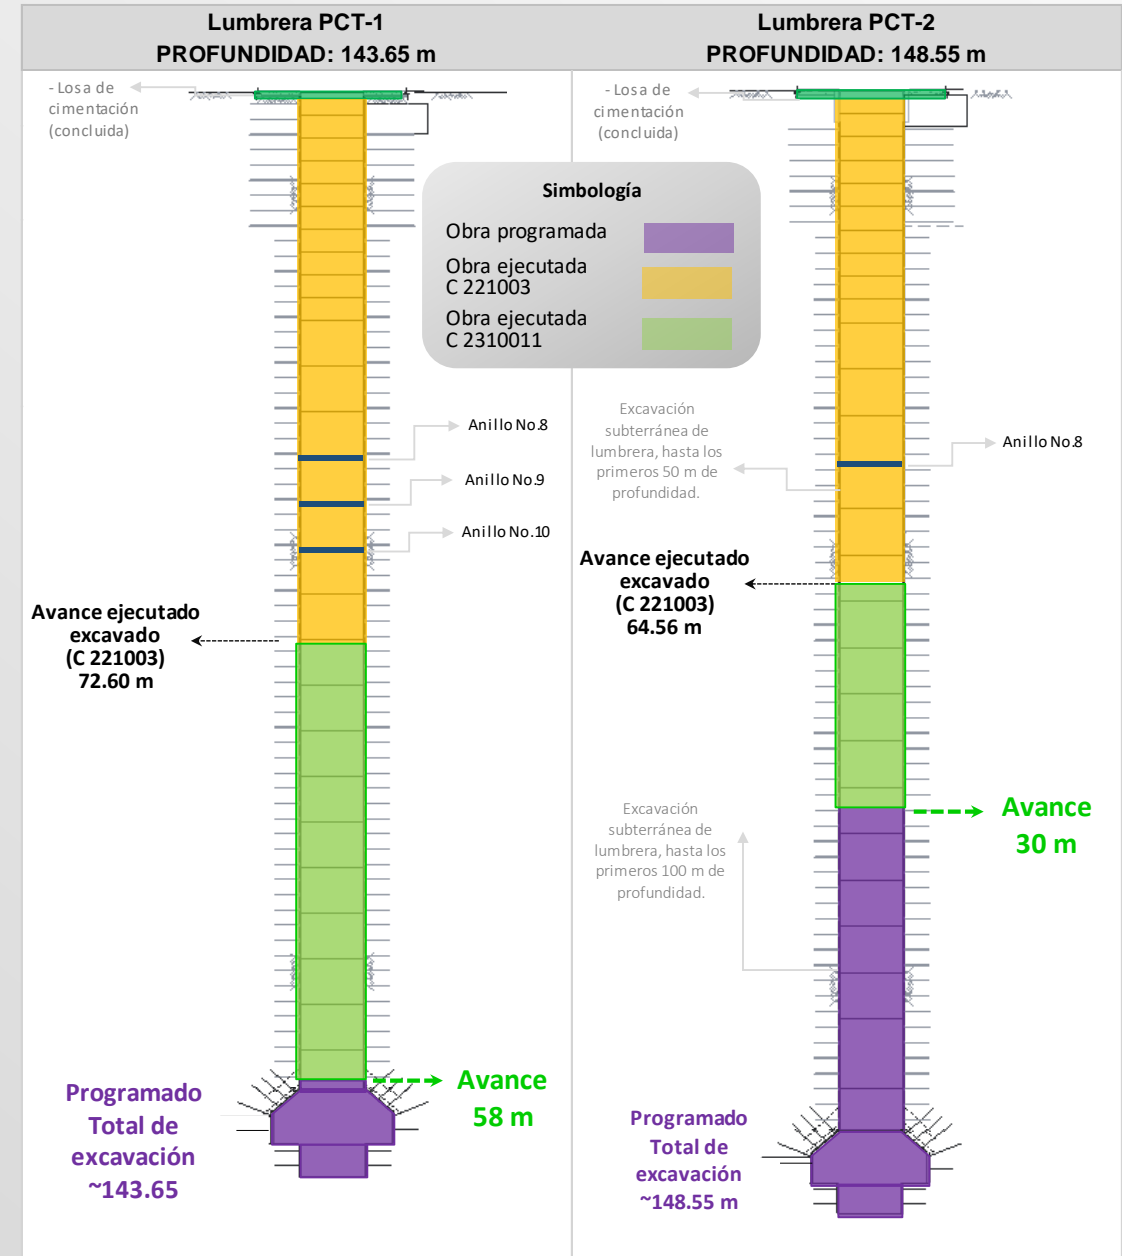 Lumbrera PCT-1
PROFUNDIDAD: 143.65 m
Lumbrera PCT-2
PROFUNDIDAD: 148.55 m
- Losa de
cimentación
(concluida)
- Losa de
cimentación
(concluida)
Simbología
Obra programada
Obra ejecutada
C 221003
Obra ejecutada
C 2310011
Anillo No.8
Anillo No.9
Anillo No.10
Avance ejecutado
excavado
(C 221003)
72.60 m
Avance
58 m
Programado
Total de
excavación
~143.65
Excavación
subterránea de
lumbrera, hasta los
primeros 50 m de
profundidad.
Anillo No.8
Avance ejecutado
excavado
(C 221003)
64.56 m
Avance
30 m
Excavación
subterránea de
lumbrera, hasta los
primeros 100 m de
profundidad.
Programado
Total de
excavación
~148.55 m